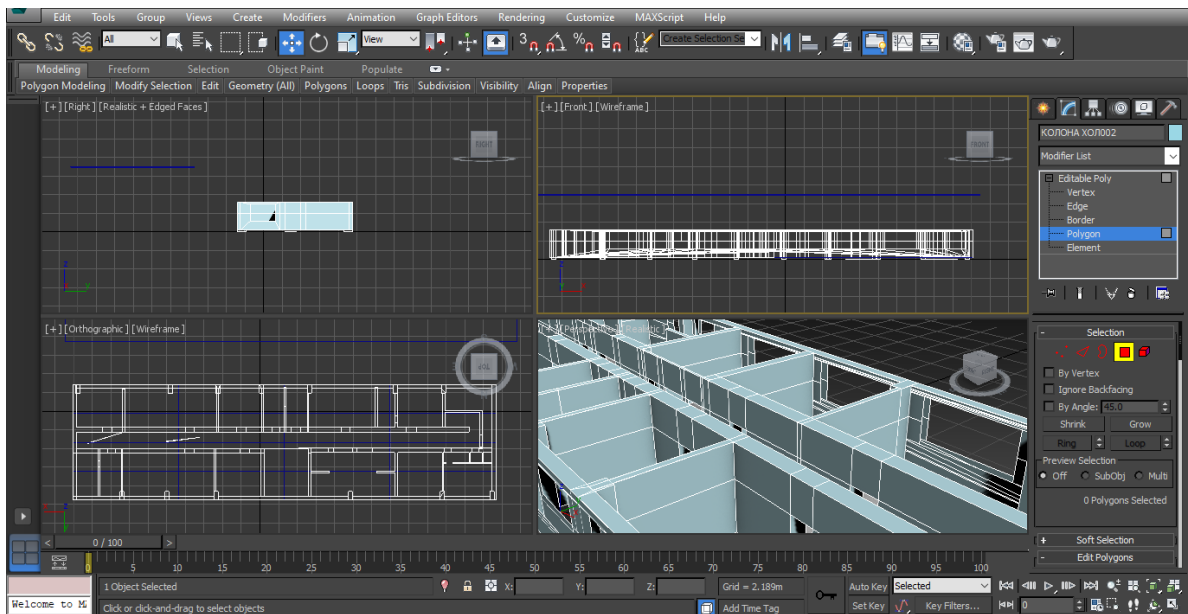 Edit Tools Group Views Create Modifiers Animation Graph Editors Rendering Customize MAXScript Help
All View 3 ABC Create Selection Se
Modeling Freeform Selection Object Paint Populate
Polygon Modeling Modify Selection Edit Geometry (All) Polygons Loops Tris Subdivision Visibility Align Properties
[+] [Right] [Realistic + Edged Faces]
RIGHT
z
y
[+] [Front] [Wireframe]
FRONT
z
x
[+] [Orthographic] [Wireframe]
TOP
[+] [Perspective] [Realistic]
КОЛОНА ХОЛ002
Modifier List
Editable Poly
Vertex
Edge
Border
Polygon
Element
- Selection
By Vertex
Ignore Backfacing
By Angle: 45.0
Shrink Grow
Ring Loop
Preview Selection
Off SubObj Multi
0 Polygons Selected
+ Soft Selection
- Edit Polygons
< 0 / 100 >
0 5 10 15 20 25 30 35 40 45 50 55 60 65 70 75 80 85 90 95 100
1 Object Selected X: Y: Z: Grid = 2.189m Auto Key Selected
Welcome to M Click or click-and-drag to select objects Add Time Tag Set Key Key Filters... 0